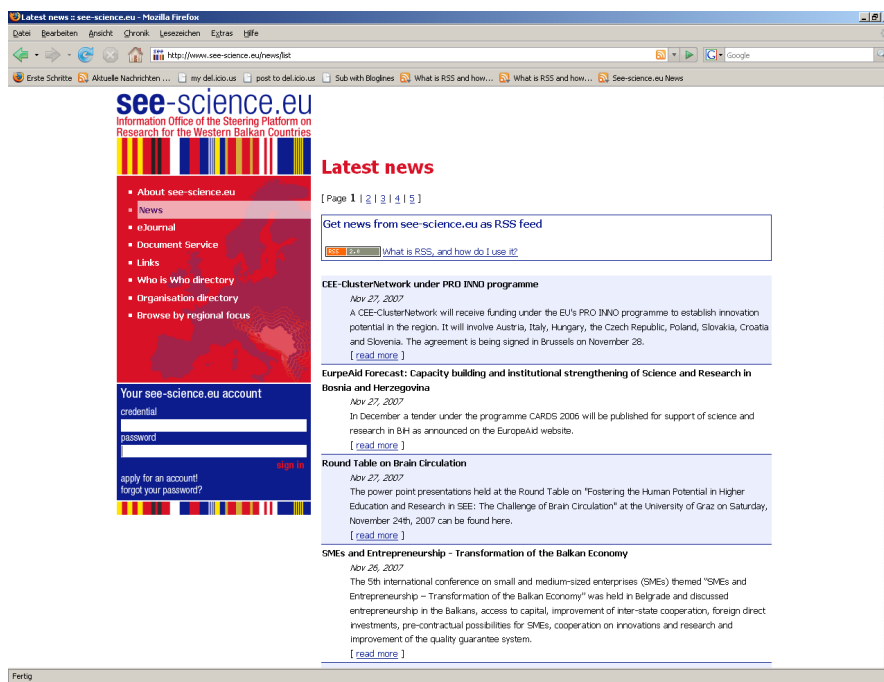 Latest news :: see-science.eu - Mozilla Firefox
Datei Bearbeiten Ansicht Chronik Lesezeichen Extras Hilfe
http://www.see-science.eu/news/list
Google
Erste Schritte Aktuelle Nachrichten ... my del.icio.us post to del.icio.us Sub with Bloglines What is RSS and how... What is RSS and how... See-science.eu News
see-science.eu
Information Office of the Steering Platform on
Research for the Western Balkan Countries
About see-science.eu
News
eJournal
Document Service
Links
Who is Who directory
Organisation directory
Browse by regional focus
Your see-science.eu account
credential
password
sign in
apply for an account!
forgot your password?
Latest news
[ Page 1 | 2 | 3 | 4 | 5 ]
Get news from see-science.eu as RSS feed
RSS 2.0 What is RSS, and how do I use it?
CEE-ClusterNetwork under PRO INNO programme
Nov 27, 2007
A CEE-ClusterNetwork will receive funding under the EU's PRO INNO programme to establish innovation
potential in the region. It will involve Austria, Italy, Hungary, the Czech Republic, Poland, Slovakia, Croatia
and Slovenia. The agreement is being signed in Brussels on November 28.
[ read more ]
EurpeAid Forecast: Capacity building and institutional strengthening of Science and Research in
Bosnia and Herzegovina
Nov 27, 2007
In December a tender under the programme CARDS 2006 will be published for support of science and
research in BiH as announced on the EuropeAid website.
[ read more ]
Round Table on Brain Circulation
Nov 27, 2007
The power point presentations held at the Round Table on "Fostering the Human Potential in Higher
Education and Research in SEE: The Challenge of Brain Circulation" at the University of Graz on Saturday,
November 24th, 2007 can be found here.
[ read more ]
SMEs and Entrepreneurship - Transformation of the Balkan Economy
Nov 26, 2007
The 5th international conference on small and medium-sized enterprises (SMEs) themed "SMEs and
Entrepreneurship – Transformation of the Balkan Economy" was held in Belgrade and discussed
entrepreneurship in the Balkans, access to capital, improvement of inter-state cooperation, foreign direct
investments, pre-contractual possibilities for SMEs, cooperation on innovations and research and
improvement of the quality guarantee system.
[ read more ]
Fertig